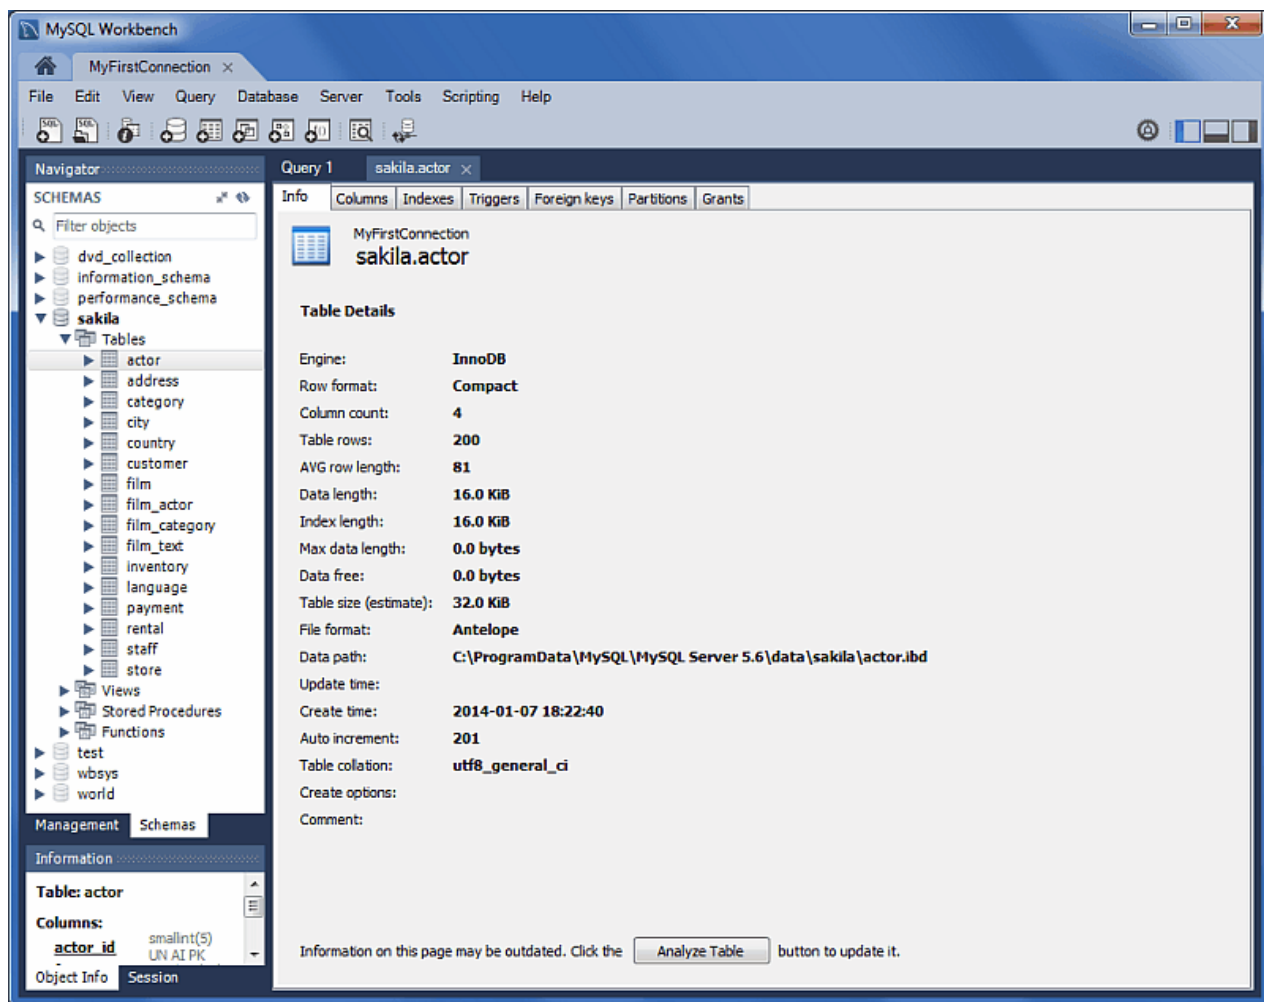 MySQL Workbench
MyFirstConnection
File Edit View Query Database Server Tools Scripting Help
Navigator
SCHEMAS
Filter objects
dvd_collection
information_schema
performance_schema
sakila
Tables
actor
address
category
city
country
customer
film
film_actor
film_category
film_text
inventory
language
payment
rental
staff
store
Views
Stored Procedures
Functions
test
wbsys
world
Management Schemas
Information
Table: actor
Columns:
actor_id smallint(5)
UN AI PK
Object Info Session
Query 1 sakila.actor
Info Columns Indexes Triggers Foreign keys Partitions Grants
MyFirstConnection
sakila.actor
Table Details
Engine: InnoDB
Row format: Compact
Column count: 4
Table rows: 200
AVG row length: 81
Data length: 16.0 KiB
Index length: 16.0 KiB
Max data length: 0.0 bytes
Data free: 0.0 bytes
Table size (estimate): 32.0 KiB
File format: Antelope
Data path: C:\ProgramData\MySQL\MySQL Server 5.6\data\sakila\actor.ibd
Update time:
Create time: 2014-01-07 18:22:40
Auto increment: 201
Table collation: utf8_general_ci
Create options:
Comment:
Information on this page may be outdated. Click the Analyze Table button to update it.